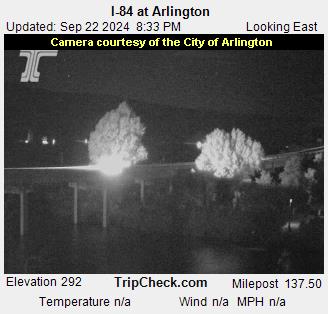 I-84 at Arlington
Updated: Sep 22 2024 8:33 PM Looking East
Camera courtesy of the City of Arlington
Elevation 292 TripCheck.com Milepost 137.50
Temperature n/a Wind n/a MPH n/a